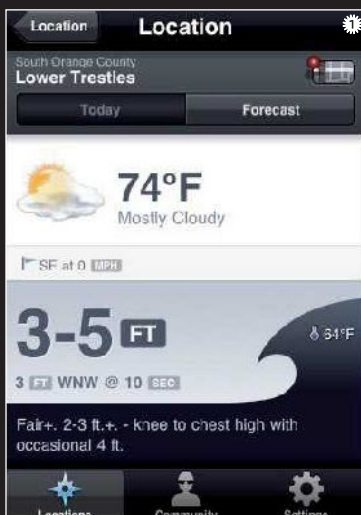 Location Location 1
South Orange County
Lower Trestles
Today Forecast
74°F
Mostly Cloudy
SE at 0 MPH
3-5 FT
64°F
3 FT WNW @ 10 SEC
Fair+. 2-3 ft.+. - knee to chest high with
occasional 4 ft.
Locations Community Settings